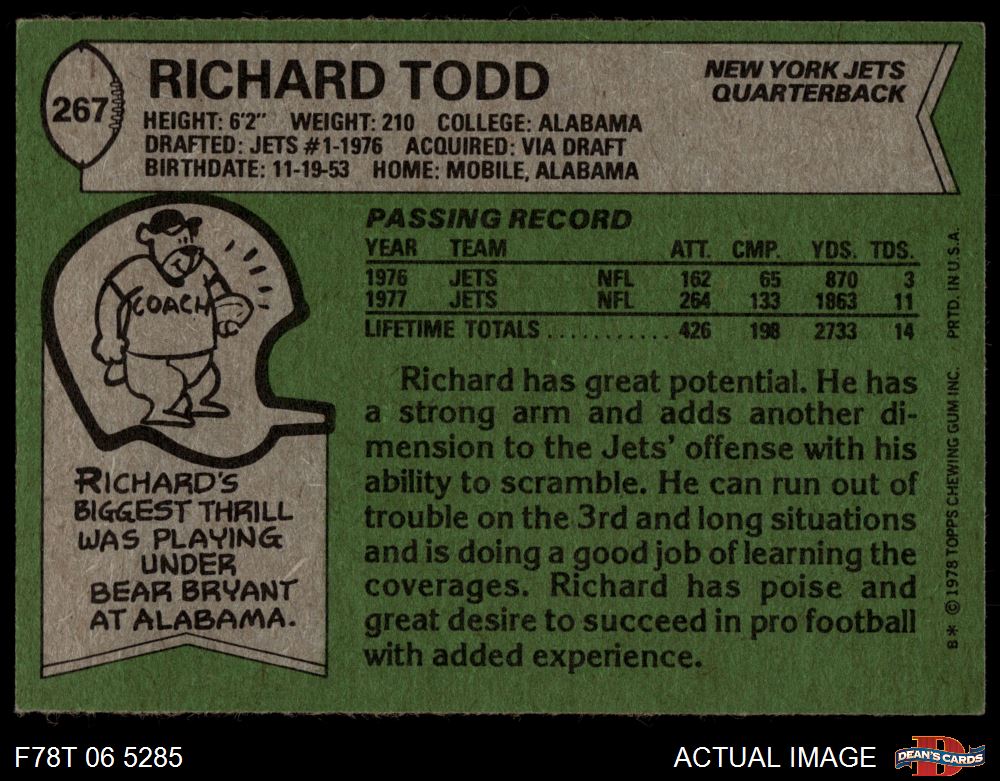 267
RICHARD TODD
NEW YORK JETS
QUARTERBACK
HEIGHT: 6'2" WEIGHT: 210 COLLEGE: ALABAMA
DRAFTED: JETS #1-1976 ACQUIRED: VIA DRAFT
BIRTHDATE: 11-19-53 HOME: MOBILE, ALABAMA
COACH
RICHARD'S
BIGGEST THRILL
WAS PLAYING
UNDER
BEAR BRYANT
AT ALABAMA.
PASSING RECORD
YEAR TEAM ATT. CMP. YDS. TDS.
1976 JETS NFL 162 65 870 3
1977 JETS NFL 264 133 1863 11
LIFETIME TOTALS ........... 426 198 2733 14
Richard has great potential. He has
a strong arm and adds another di-
mension to the Jets' offense with his
ability to scramble. He can run out of
trouble on the 3rd and long situations
and is doing a good job of learning the
coverages. Richard has poise and
great desire to succeed in pro football
with added experience.
B* © 1978 TOPPS CHEWING GUM INC. PRTD. IN U.S.A.
F78T 06 5285
ACTUAL IMAGE
D
DEAN'S CARDS